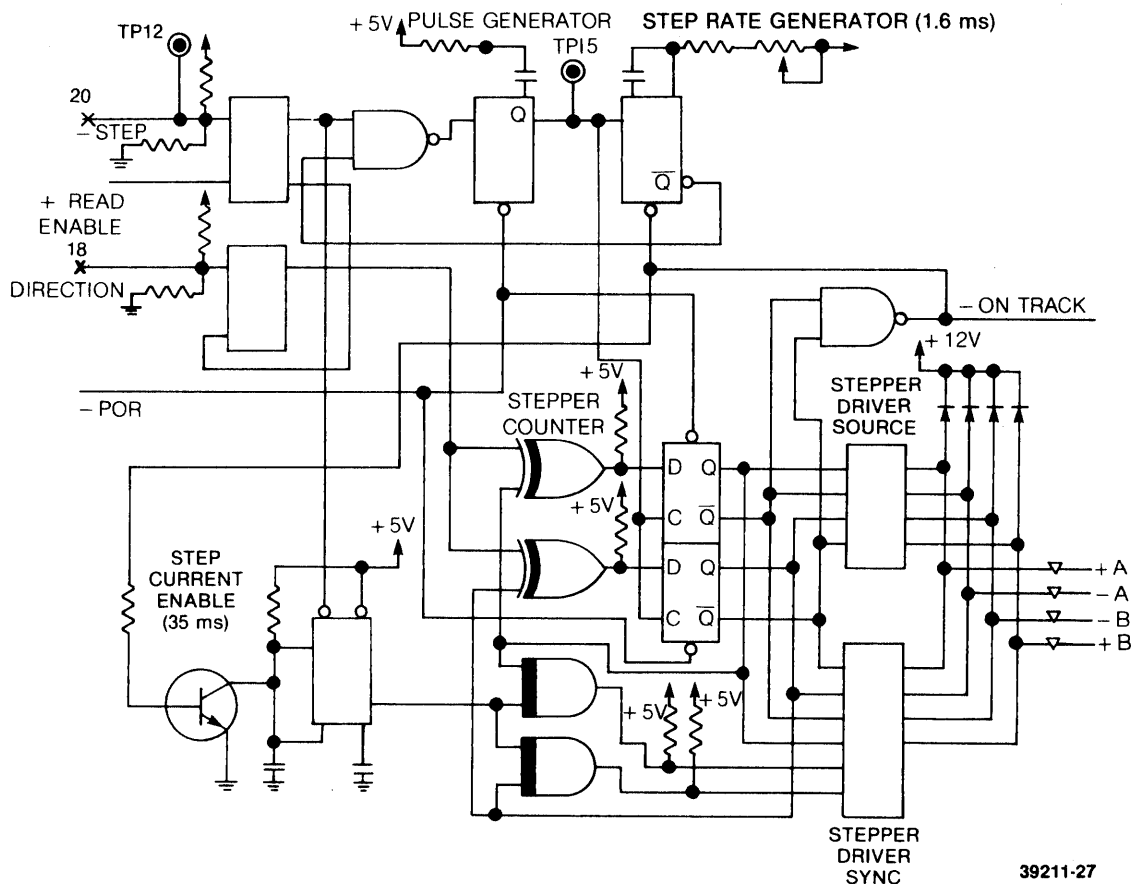 + 5V
PULSE GENERATOR
STEP RATE GENERATOR (1.6 ms)
TP12
TP15
20
– STEP
Q
Q
+ READ
ENABLE
18
DIRECTION
– ON TRACK
+ 12V
– POR
+ 5V
STEPPER
COUNTER
STEPPER
DRIVER
SOURCE
D Q
+ 5V
C Q
+ 5V
D Q
C Q
STEP
CURRENT
ENABLE
(35 ms)
+ A
– A
– B
+ B
+ 5V
+ 5V
STEPPER
DRIVER
SYNC
39211-27